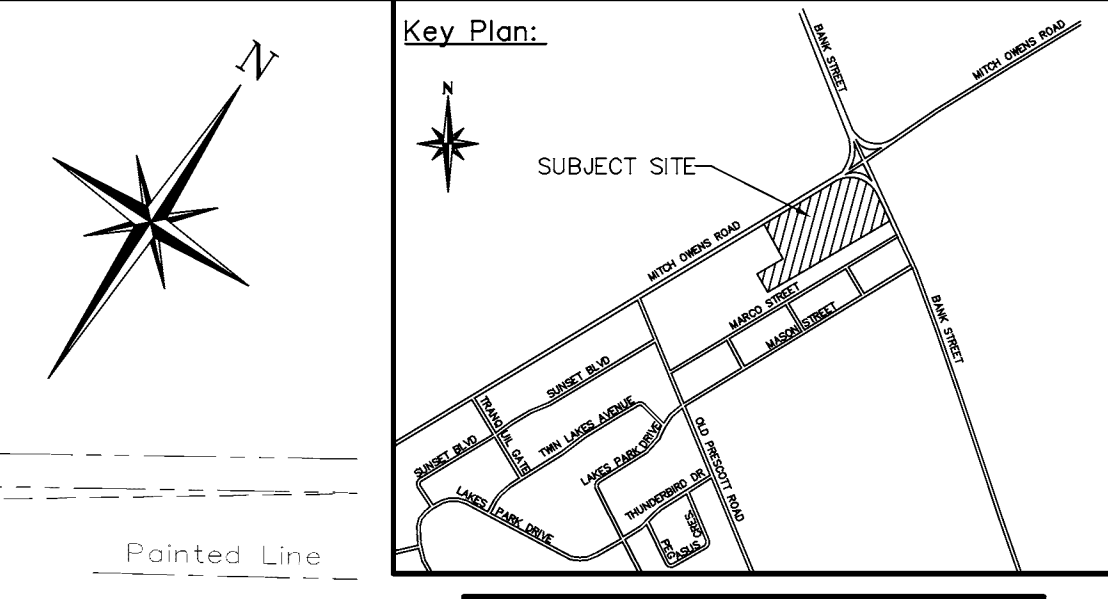 N
Key Plan:
N
BANK STREET
MITCH OWENS ROAD
SUBJECT SITE
MITCH OWENS ROAD
MARCO STREET
MASON STREET
BANK STREET
SUNSET BLVD
TRANQUIL GATE
TWIN LAKES AVENUE
SUNSET BLVD
LAKES PARK DRIVE
OLD PRESCOTT ROAD
LAKES PARK DRIVE
THUNDERBIRD DR
PEGASUS CRES
Painted Line